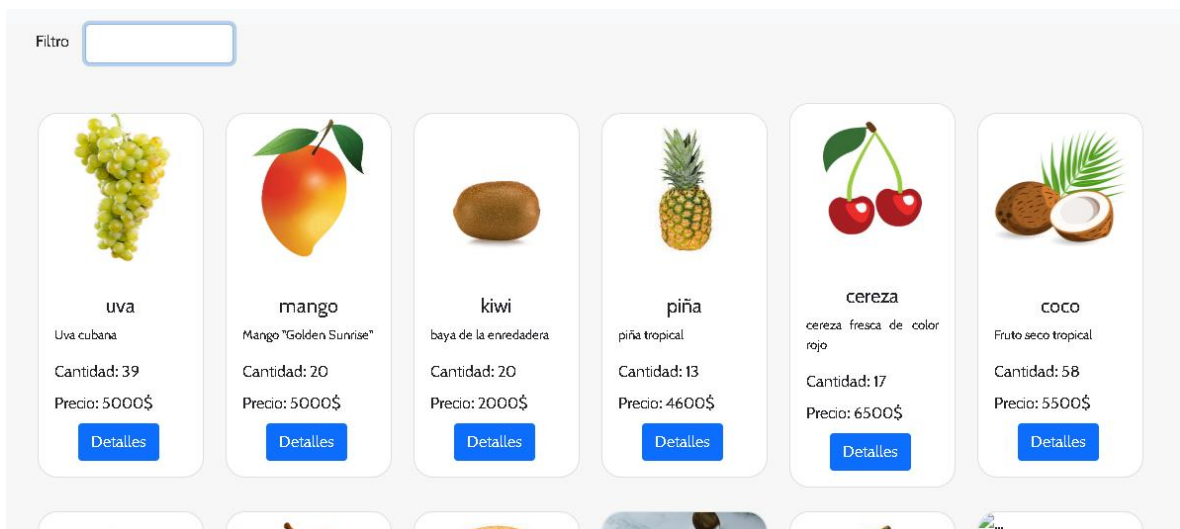 Filtro
uva
Uva cubana
Cantidad: 39
Precio: 5000$
Detalles
mango
Mango "Golden Sunrise"
Cantidad: 20
Precio: 5000$
Detalles
kiwi
baya de la enredadera
Cantidad: 20
Precio: 2000$
Detalles
piña
piña tropical
Cantidad: 13
Precio: 4600$
Detalles
cereza
cereza fresca de color
rojo
Cantidad: 17
Precio: 6500$
Detalles
coco
Fruto seco tropical
Cantidad: 58
Precio: 5500$
Detalles
...